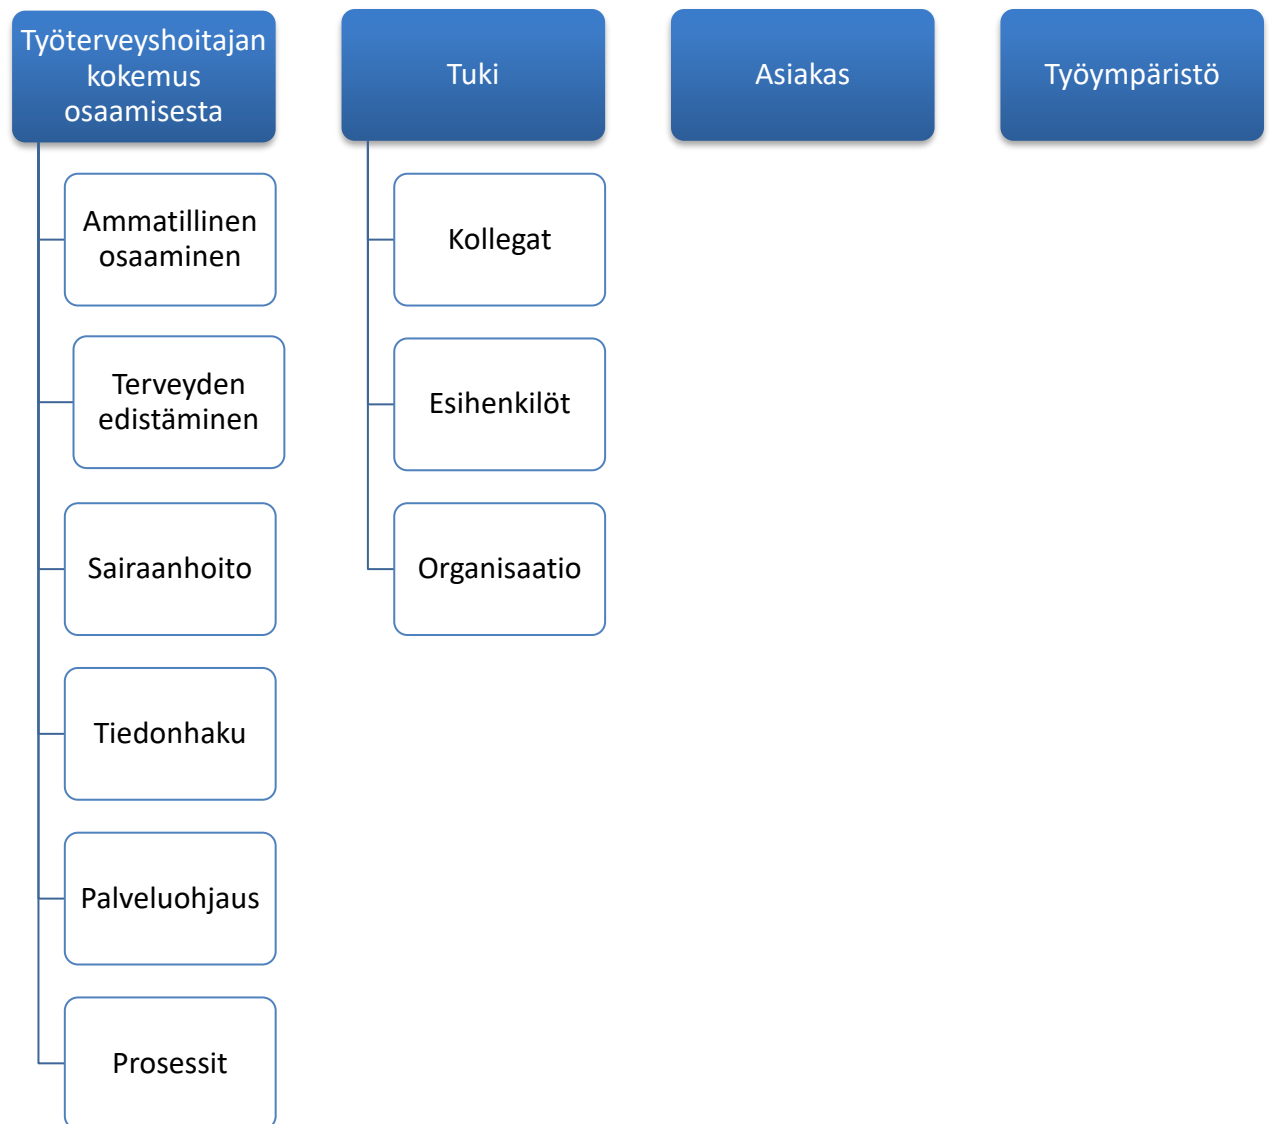 Työterveyshoitajan
kokemus
osaamisesta
Tuki
Asiakas
Työympäristö
Ammatillinen
osaaminen
Kollegat
Terveyden
edistäminen
Esihenkilöt
Sairaanhoito
Organisaatio
Tiedonhaku
Palveluohjaus
Prosessit